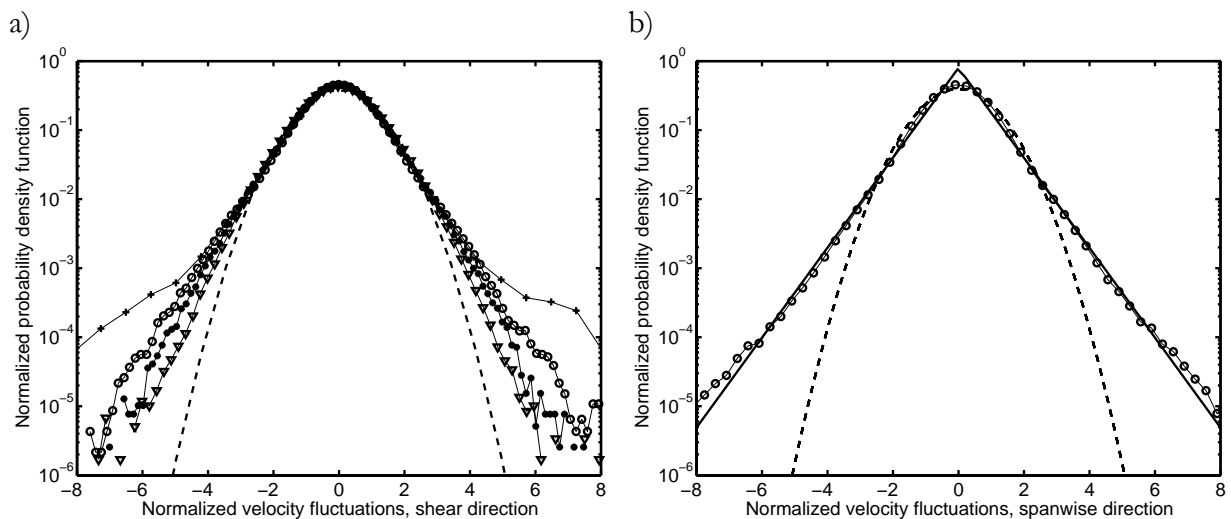 a)
10^0
10^-1
10^-2
10^-3
10^-4
10^-5
10^-6
Normalized probability density function
−8 −6 −4 −2 0 2 4 6 8
Normalized velocity fluctuations, shear direction
b)
10^0
10^-1
10^-2
10^-3
10^-4
10^-5
10^-6
Normalized probability density function
−8 −6 −4 −2 0 2 4 6 8
Normalized velocity fluctuations, spanwise direction